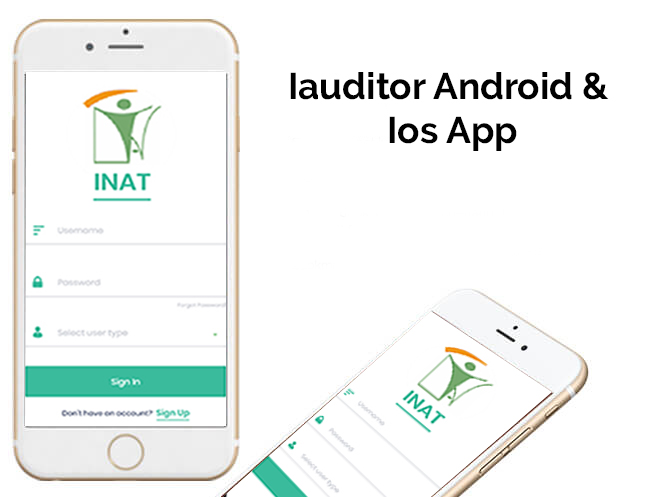 Iauditor Android &
Ios App
INAT
Username
Password
Forgot Password?
Select user type
Sign In
Don't have an account? Sign Up
INAT
Username
Password
Select user type